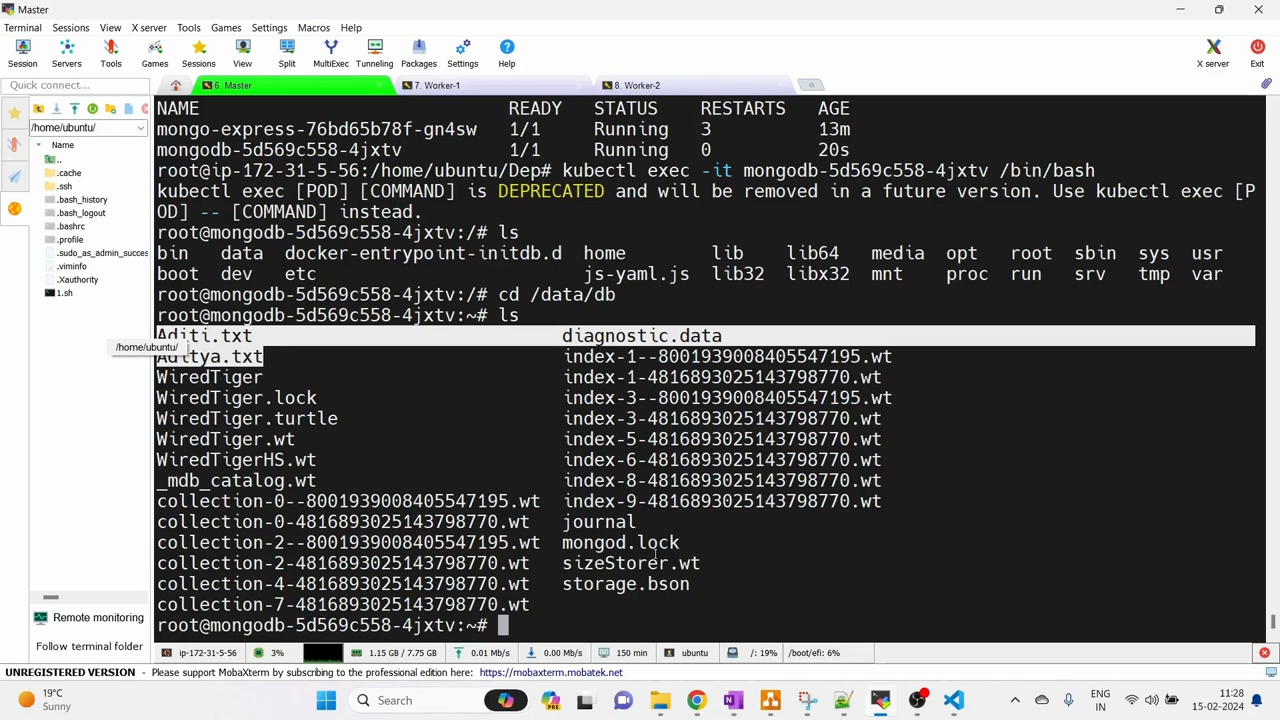 Master
Terminal Sessions View X server Tools Games Settings Macros Help
Session Servers Tools Games Sessions View Split MultiExec Tunneling Packages Settings Help X server Exit
Quick connect...
6. Master 7. Worker-1 8. Worker-2
/home/ubuntu/
Name
..
.cache
.ssh
.bash_history
.bash_logout
.bashrc
.profile
.sudo_as_admin_succes
.viminfo
.Xauthority
1.sh
/home/ubuntu/
Remote monitoring
Follow terminal folder
NAME READY STATUS RESTARTS AGE
mongo-express-76bd65b78f-gn4sw 1/1 Running 3 13m
mongodb-5d569c558-4jxtv 1/1 Running 0 20s
root@ip-172-31-5-56:/home/ubuntu/Dep# kubectl exec -it mongodb-5d569c558-4jxtv /bin/bash
kubectl exec [POD] [COMMAND] is DEPRECATED and will be removed in a future version. Use kubectl exec [P
OD] -- [COMMAND] instead.
root@mongodb-5d569c558-4jxtv:/# ls
bin data docker-entrypoint-initdb.d home lib lib64 media opt root sbin sys usr
boot dev etc js-yaml.js lib32 libx32 mnt proc run srv tmp var
root@mongodb-5d569c558-4jxtv:/# cd /data/db
root@mongodb-5d569c558-4jxtv:~# ls
Aditi.txt diagnostic.data
Aditya.txt index-1--8001939008405547195.wt
WiredTiger index-1-4816893025143798770.wt
WiredTiger.lock index-3--8001939008405547195.wt
WiredTiger.turtle index-3-4816893025143798770.wt
WiredTiger.wt index-5-4816893025143798770.wt
WiredTigerHS.wt index-6-4816893025143798770.wt
_mdb_catalog.wt index-8-4816893025143798770.wt
collection-0--8001939008405547195.wt index-9-4816893025143798770.wt
collection-0-4816893025143798770.wt journal
collection-2--8001939008405547195.wt mongod.lock
collection-2-4816893025143798770.wt sizeStorer.wt
collection-4-4816893025143798770.wt storage.bson
collection-7-4816893025143798770.wt
root@mongodb-5d569c558-4jxtv:~#
ip-172-31-5-56 3% 1.15 GB / 7.75 GB 0.01 Mb/s 0.00 Mb/s 150 min ubuntu /: 19% /boot/efi: 6%
UNREGISTERED VERSION - Please support MobaXterm by subscribing to the professional edition here: https://mobaxterm.mobatek.net
19°C
Sunny
Search
PRE
ENG
IN
11:28
15-02-2024